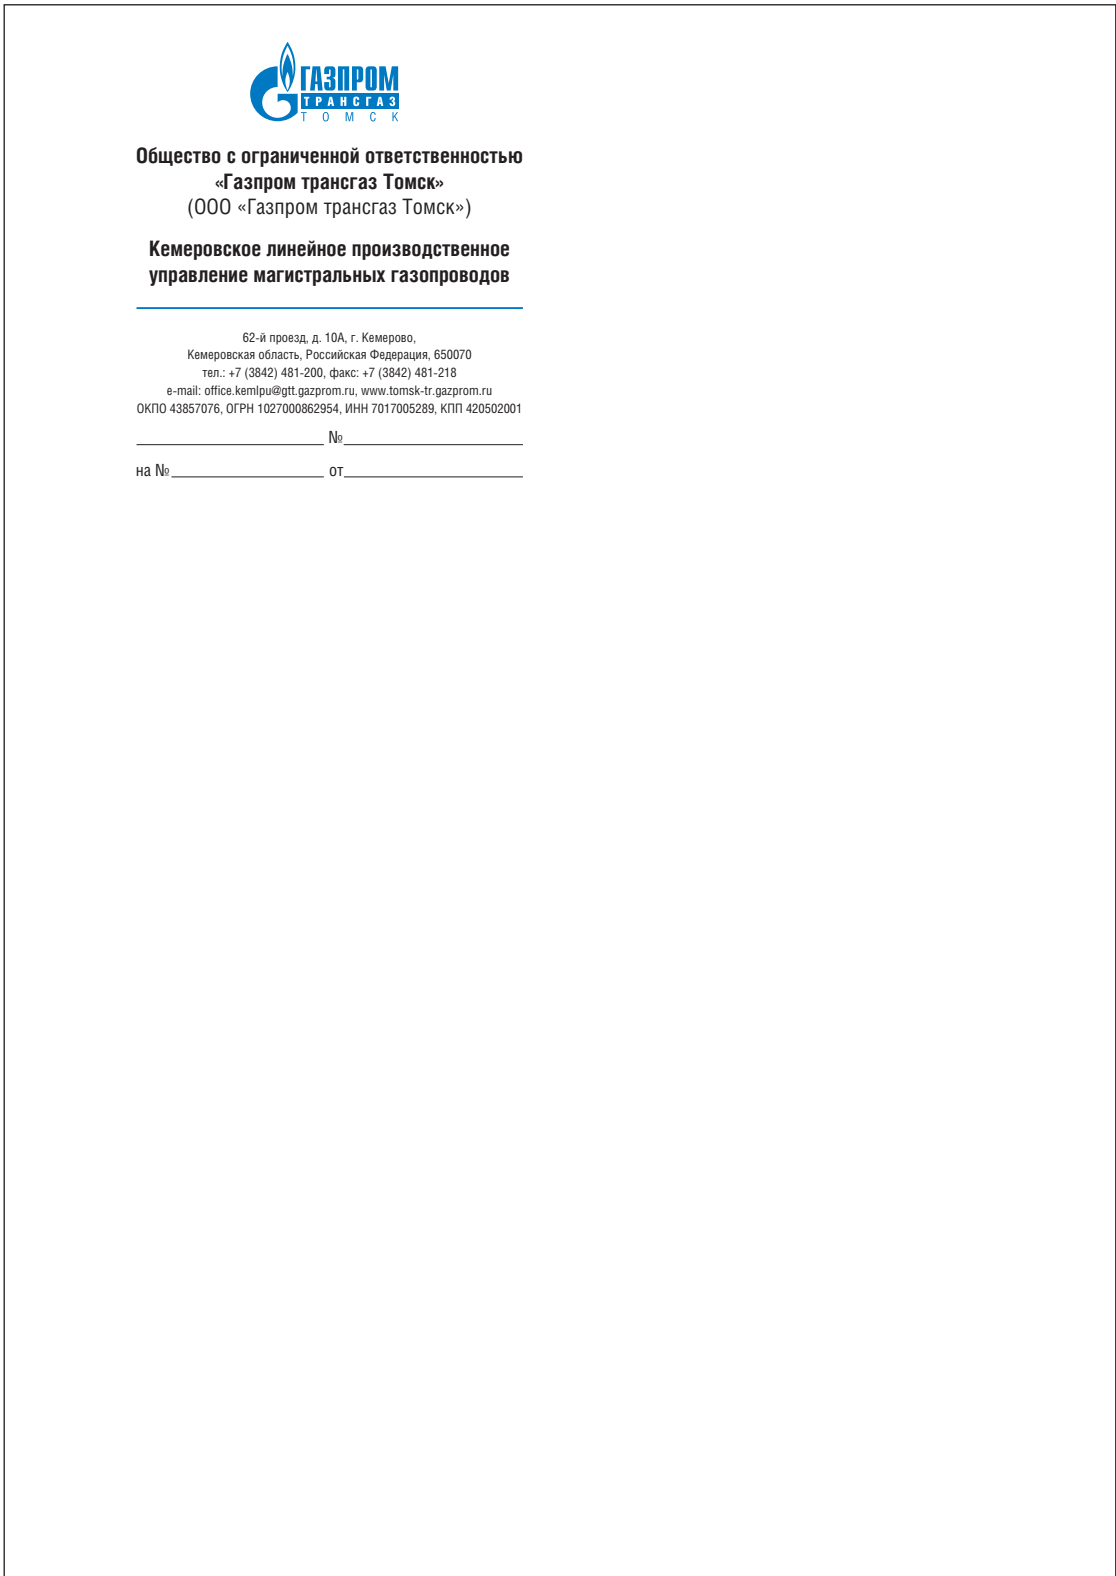 ГАЗПРОМ
ТРАНСГАЗ
ТОМСК
Общество с ограниченной ответственностью
«Газпром трансгаз Томск»
(ООО «Газпром трансгаз Томск»)
Кемеровское линейное производственное
управление магистральных газопроводов
62-й проезд, д. 10А, г. Кемерово,
Кемеровская область, Российская Федерация, 650070
тел.: +7 (3842) 481-200, факс: +7 (3842) 481-218
e-mail: office.kemlpu@gtt.gazprom.ru, www.tomsk-tr.gazprom.ru
ОКПО 43857076, ОГРН 1027000862954, ИНН 7017005289, КПП 420502001
№
на № от